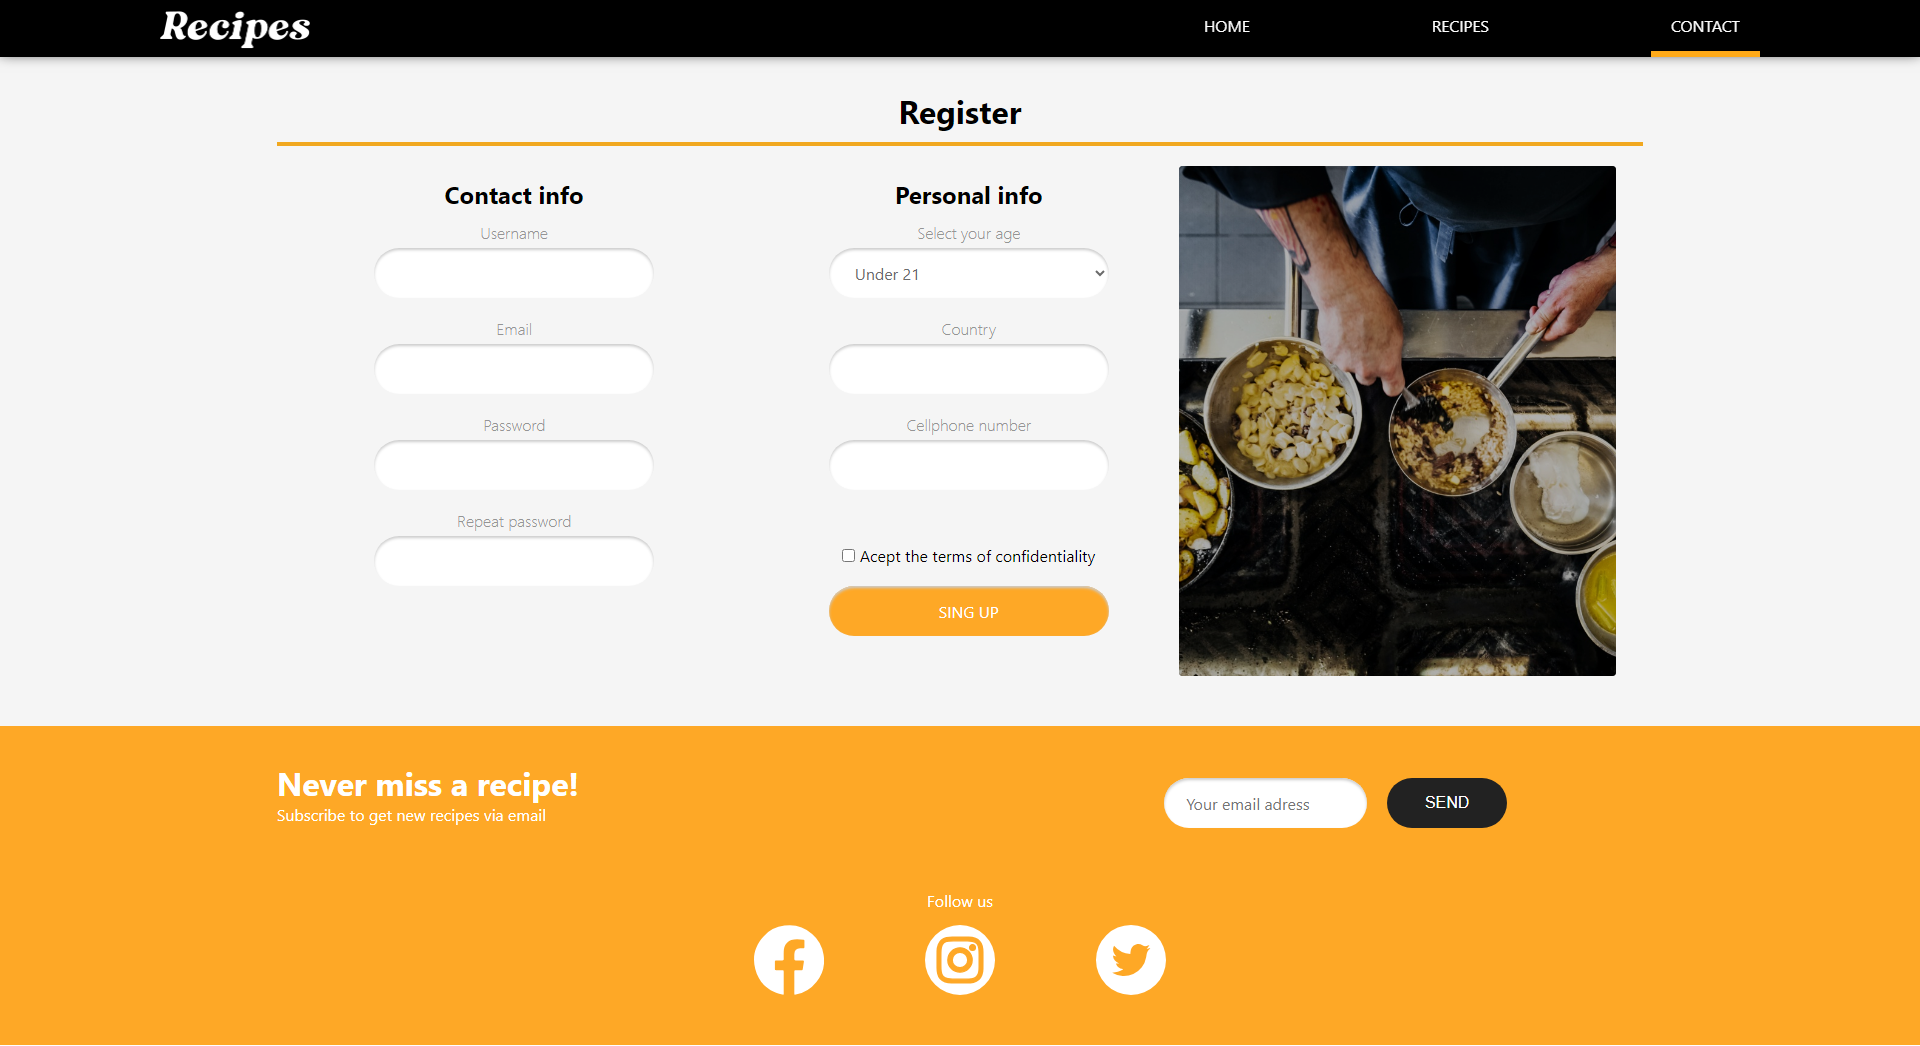 Recipes
HOME
RECIPES
CONTACT
Register
Contact info
Username
Email
Password
Repeat password
Personal info
Select your age
Under 21
Country
Cellphone number
Acept the terms of confidentiality
SING UP
Never miss a recipe!
Subscribe to get new recipes via email
Your email adress
SEND
Follow us